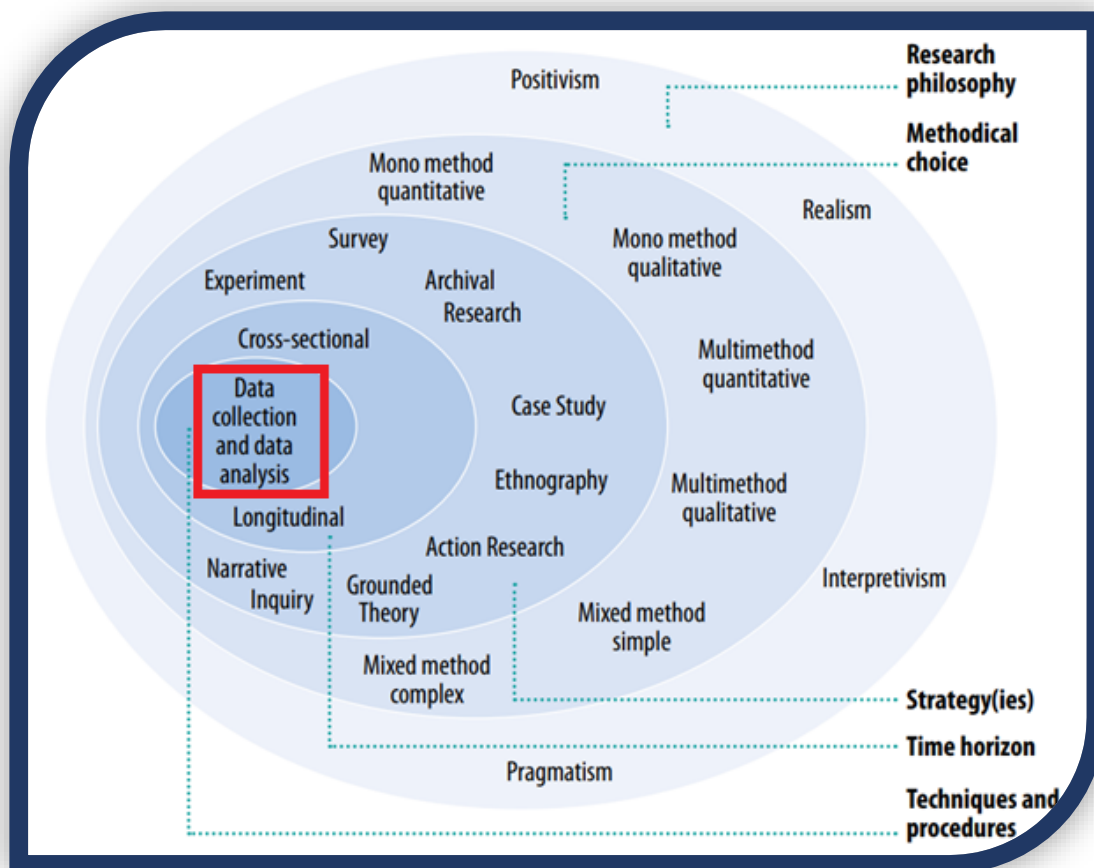 Positivism
Research
philosophy
Methodical
choice
Mono method
quantitative
Realism
Survey
Mono method
qualitative
Experiment
Archival
Research
Cross-sectional
Multimethod
quantitative
Data
collection
and data
analysis
Case Study
Ethnography
Multimethod
qualitative
Longitudinal
Action Research
Narrative
Inquiry
Grounded
Theory
Interpretivism
Mixed method
simple
Mixed method
complex
Strategy(ies)
Time horizon
Pragmatism
Techniques and
procedures